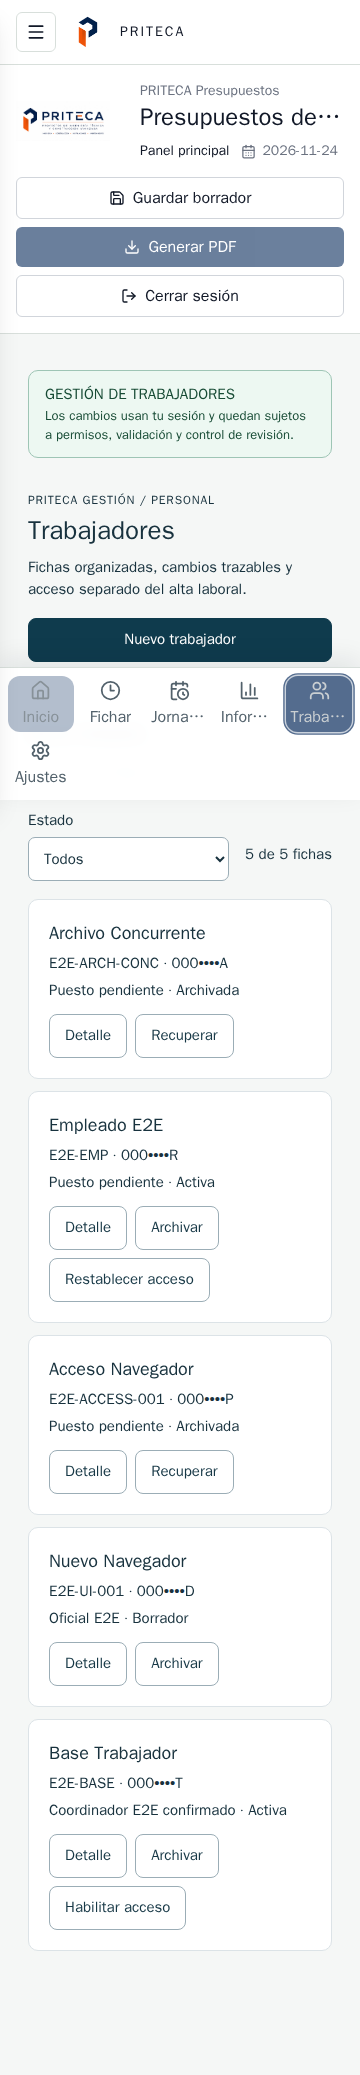 PRITECA
PRITECA
PRITECA Presupuestos
Presupuestos de···
Panel principal 2026-11-24
Guardar borrador
Generar PDF
Cerrar sesión
GESTIÓN DE TRABAJADORES
Los cambios usan tu sesión y quedan sujetos
a permisos, validación y control de revisión.
PRITECA GESTIÓN / PERSONAL
Trabajadores
Fichas organizadas, cambios trazables y
acceso separado del alta laboral.
Nuevo trabajador
Inicio Fichar Jorna··· Infor··· Traba···
Ajustes
Estado
Todos 5 de 5 fichas
Archivo Concurrente
E2E-ARCH-CONC · 000••••A
Puesto pendiente · Archivada
Detalle Recuperar
Empleado E2E
E2E-EMP · 000••••R
Puesto pendiente · Activa
Detalle Archivar
Restablecer acceso
Acceso Navegador
E2E-ACCESS-001 · 000••••P
Puesto pendiente · Archivada
Detalle Recuperar
Nuevo Navegador
E2E-UI-001 · 000••••D
Oficial E2E · Borrador
Detalle Archivar
Base Trabajador
E2E-BASE · 000••••T
Coordinador E2E confirmado · Activa
Detalle Archivar
Habilitar acceso